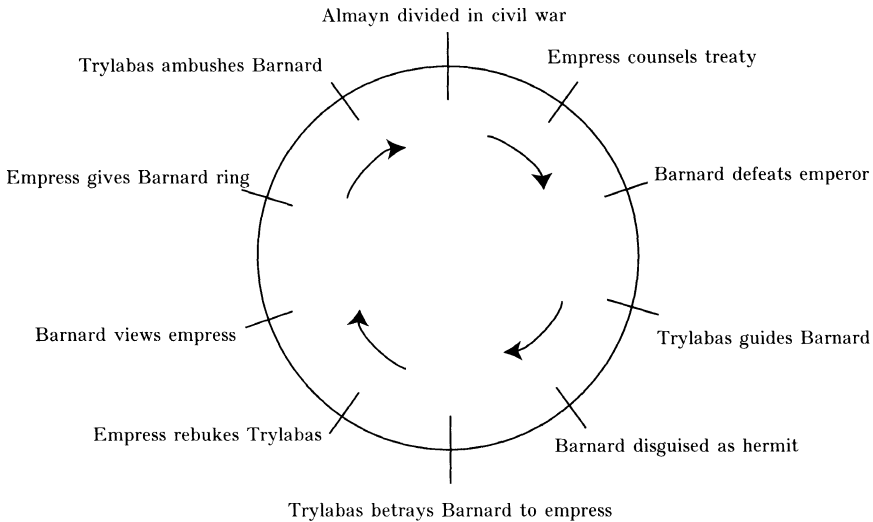 Almayn divided in civil war
Empress counsels treaty
Trylabas ambushes Barnard
Barnard defeats emperor
Empress gives Barnard ring
Barnard views empress
Trylabas guides Barnard
Empress rebukes Trylabas
Barnard disguised as hermit
Trylabas betrays Barnard to empress